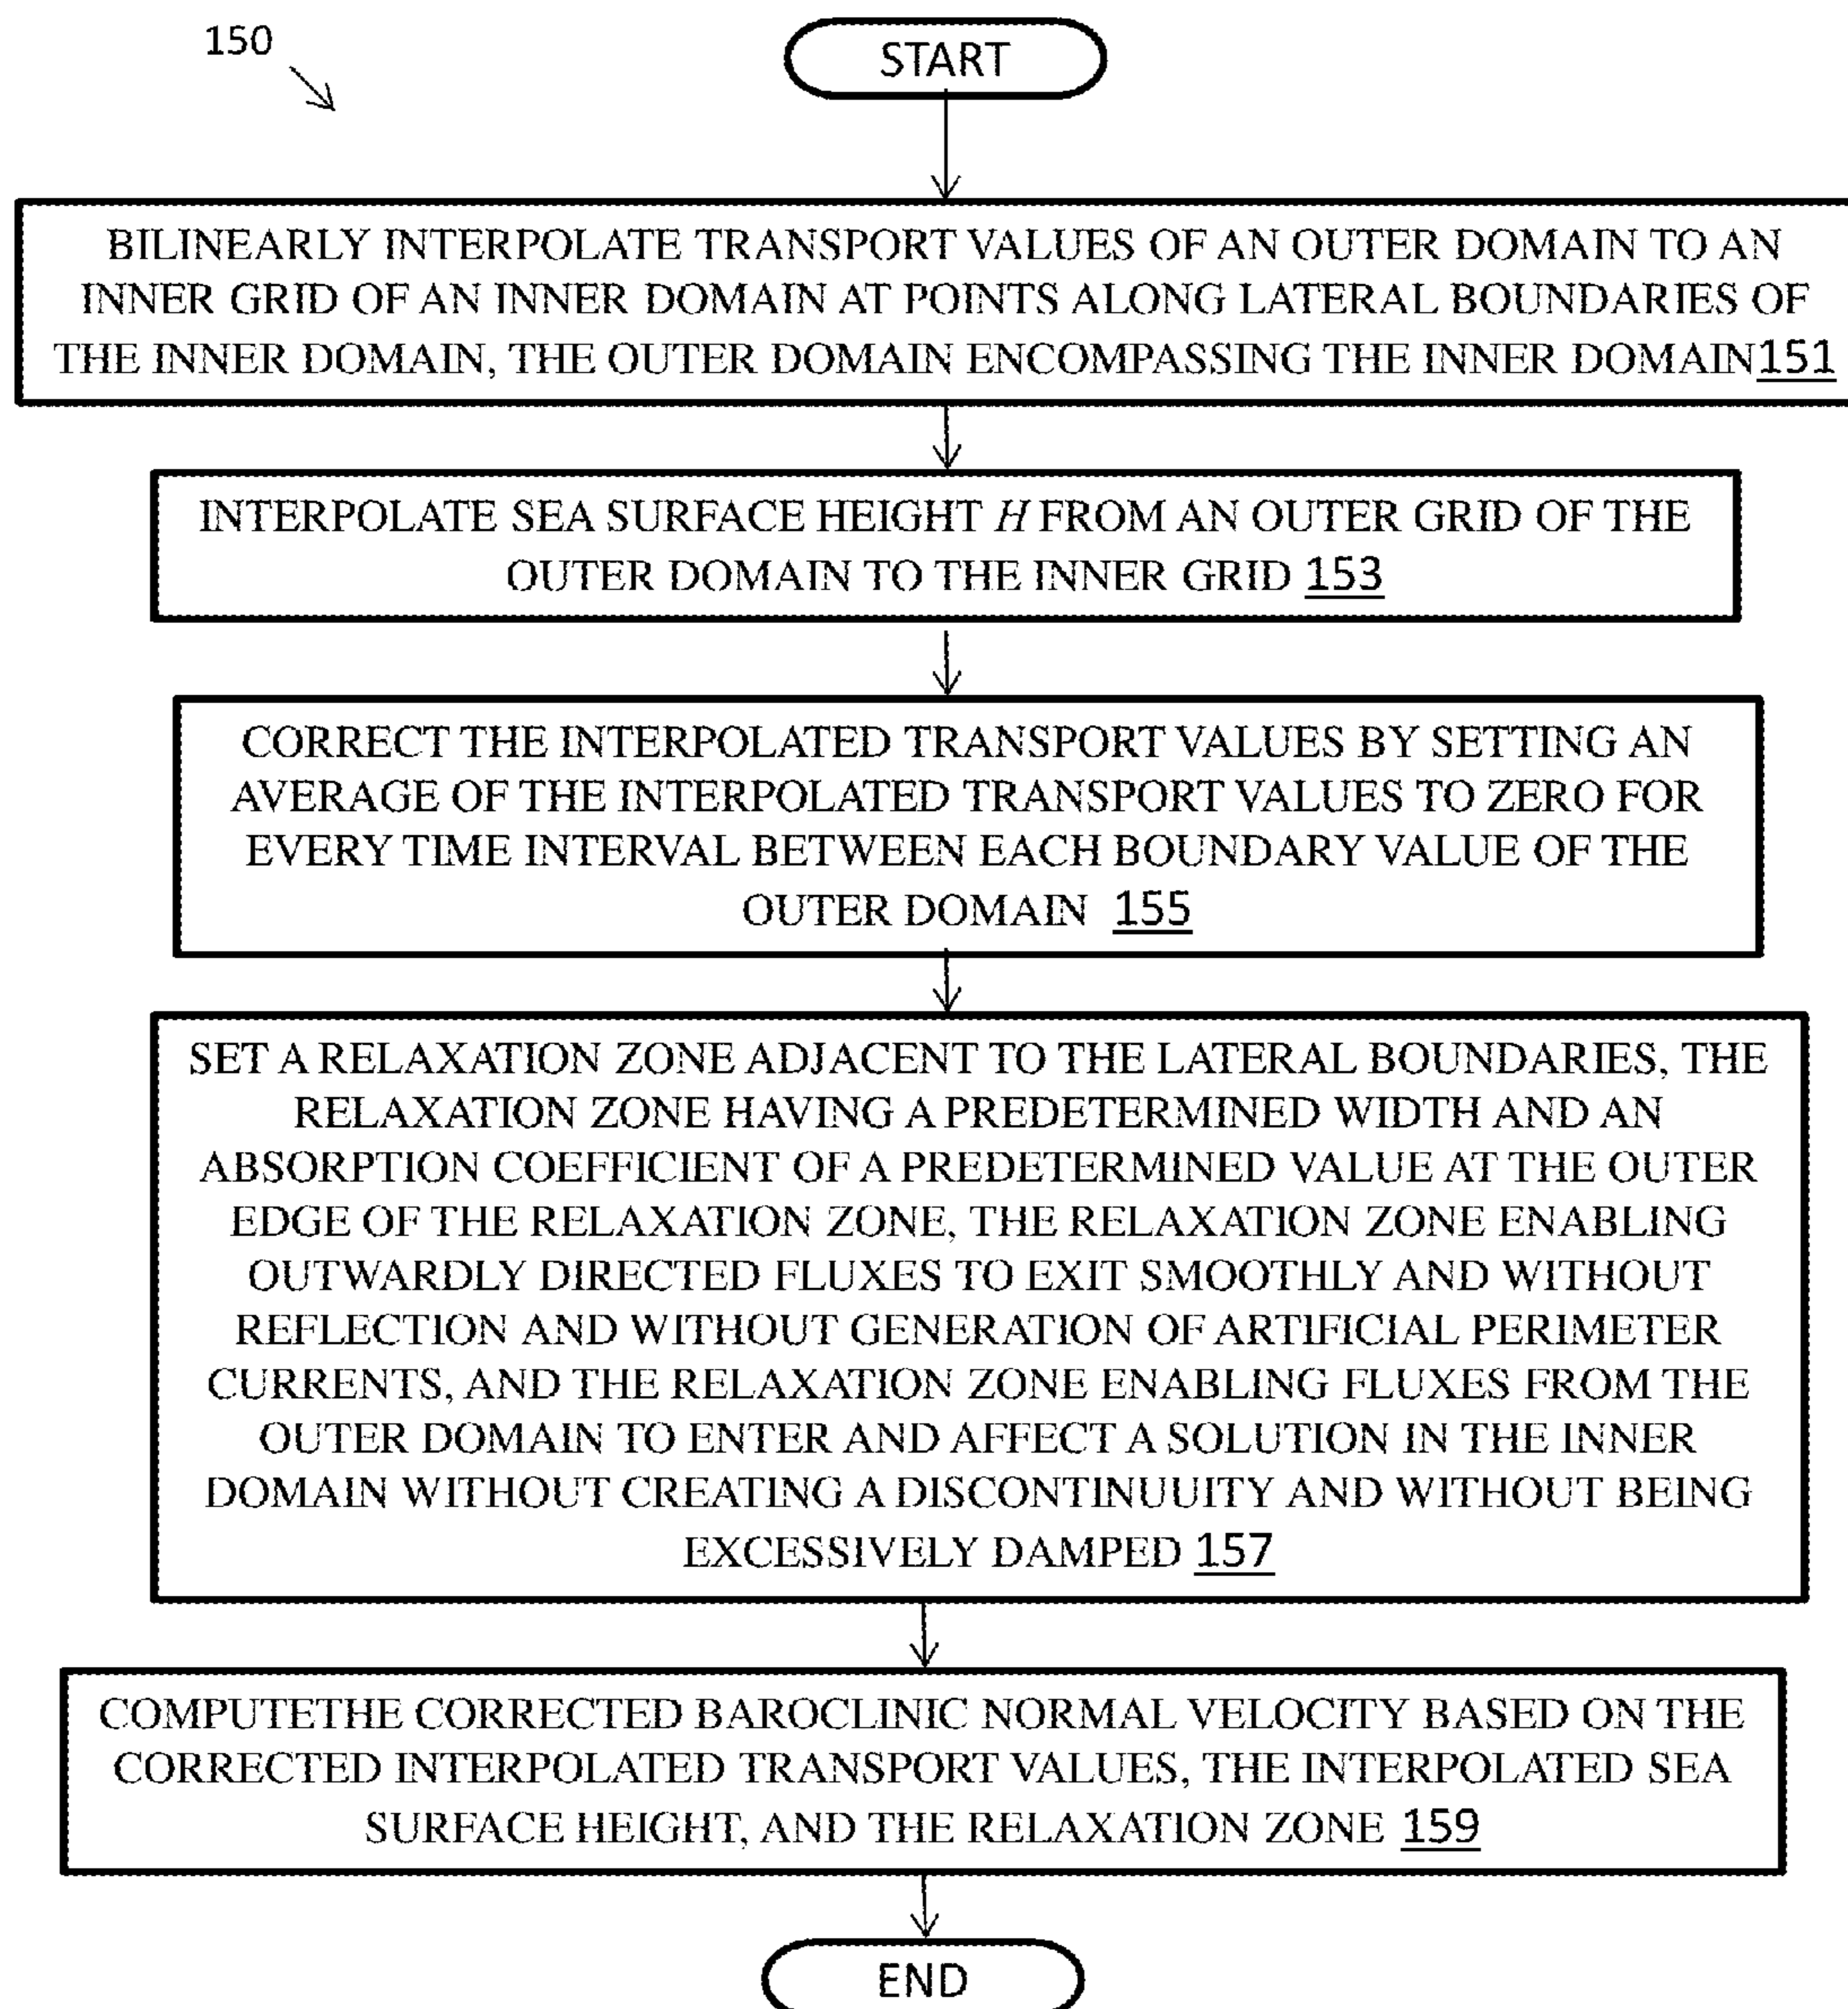 150
START
BILINEARLY INTERPOLATE TRANSPORT VALUES OF AN OUTER DOMAIN TO AN
INNER GRID OF AN INNER DOMAIN AT POINTS ALONG LATERAL BOUNDARIES OF
THE INNER DOMAIN, THE OUTER DOMAIN ENCOMPASSING THE INNER DOMAIN151
INTERPOLATE SEA SURFACE HEIGHT H FROM AN OUTER GRID OF THE
OUTER DOMAIN TO THE INNER GRID 153
CORRECT THE INTERPOLATED TRANSPORT VALUES BY SETTING AN
AVERAGE OF THE INTERPOLATED TRANSPORT VALUES TO ZERO FOR
EVERY TIME INTERVAL BETWEEN EACH BOUNDARY VALUE OF THE
OUTER DOMAIN 155
SET A RELAXATION ZONE ADJACENT TO THE LATERAL BOUNDARIES, THE
RELAXATION ZONE HAVING A PREDETERMINED WIDTH AND AN
ABSORPTION COEFFICIENT OF A PREDETERMINED VALUE AT THE OUTER
EDGE OF THE RELAXATION ZONE, THE RELAXATION ZONE ENABLING
OUTWARDLY DIRECTED FLUXES TO EXIT SMOOTHLY AND WITHOUT
REFLECTION AND WITHOUT GENERATION OF ARTIFICIAL PERIMETER
CURRENTS, AND THE RELAXATION ZONE ENABLING FLUXES FROM THE
OUTER DOMAIN TO ENTER AND AFFECT A SOLUTION IN THE INNER
DOMAIN WITHOUT CREATING A DISCONTINUUITY AND WITHOUT BEING
EXCESSIVELY DAMPED 157
COMPUTETHE CORRECTED BAROCLINIC NORMAL VELOCITY BASED ON THE
CORRECTED INTERPOLATED TRANSPORT VALUES, THE INTERPOLATED SEA
SURFACE HEIGHT, AND THE RELAXATION ZONE 159
END